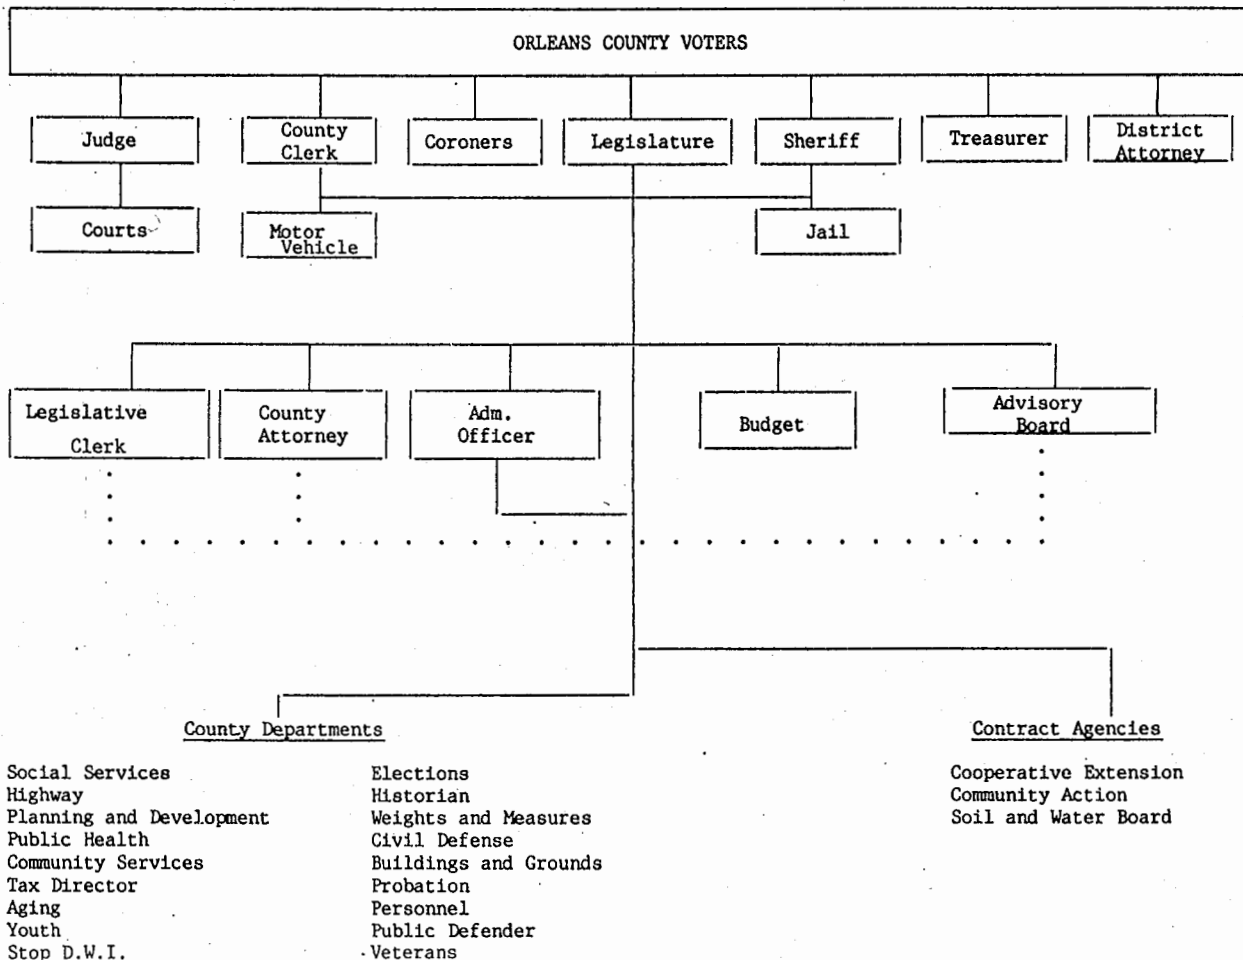 ORLEANS COUNTY VOTERS
Judge
County
Clerk
Coroners
Legislature
Sheriff
Treasurer
District
Attorney
Courts
Motor
Vehicle
Jail
Legislative
Clerk
County
Attorney
Adm.
Officer
Budget
Advisory
Board
County Departments
Social Services
Highway
Planning and Development
Public Health
Community Services
Tax Director
Aging
Youth
Stop D.W.I.
Elections
Historian
Weights and Measures
Civil Defense
Buildings and Grounds
Probation
Personnel
Public Defender
Veterans
Contract Agencies
Cooperative Extension
Community Action
Soil and Water Board